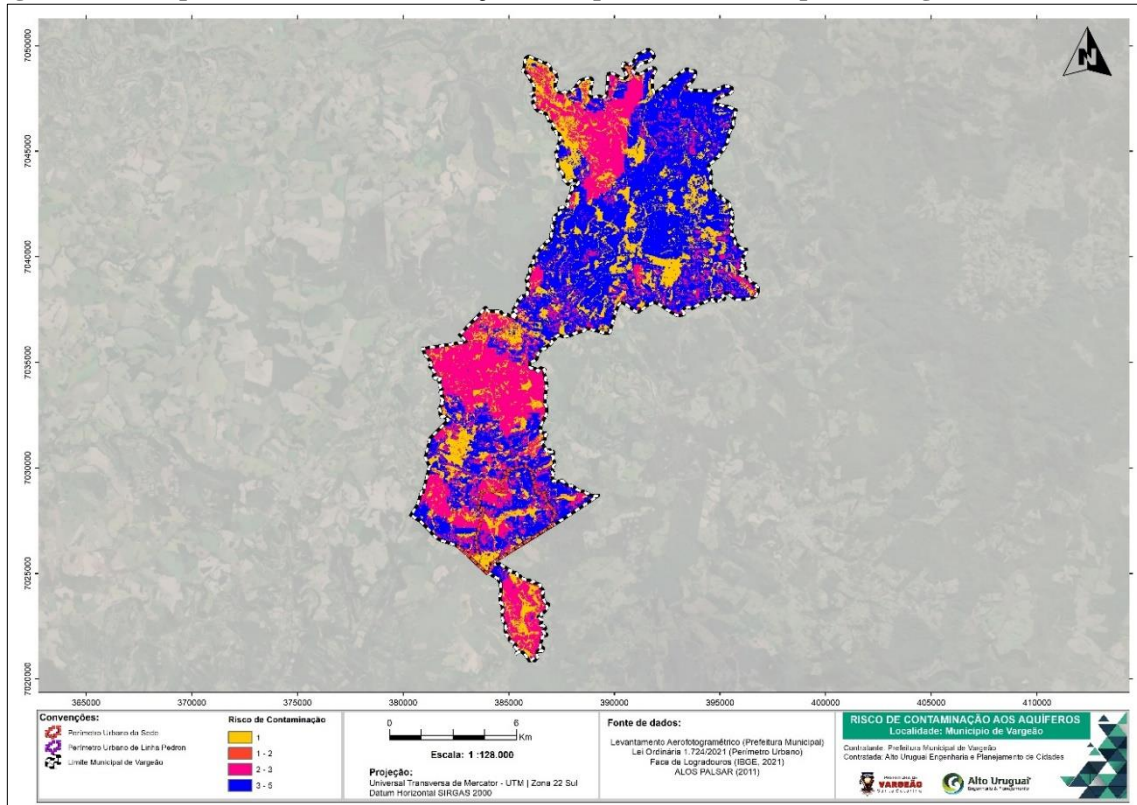 N
7050000
7045000
7040000
7035000
7030000
7025000
7020000
365000 370000 375000 380000 385000 390000 395000 400000 405000 410000
Convenções:
Perímetro Urbano da Sede
Perímetro Urbano de Linha Pedron
Limite Municipal de Vargeão
Risco de Contaminação
1
1 - 2
2 - 3
3 - 5
0 6
Km
Escala: 1 :128.000
Projeção:
Universal Transversa de Mercator - UTM | Zona 22 Sul
Datum Horizontal SIRGAS 2000
Fonte de dados:
Levantamento Aerofotogramétrico (Prefeitura Municipal)
Lei Ordinária 1.724/2021 (Perímetro Urbano)
Face de Logradouros (IBGE, 2021)
ALOS PALSAR (2011)
RISCO DE CONTAMINAÇÃO AOS AQUÍFEROS
Localidade: Município de Vargeão
Contratante: Prefeitura Municipal de Vargeão
Contratada: Alto Uruguai Engenharia e Planejamento de Cidades
VARGEÃO
Alto Uruguai
Engenharia & Planejamento